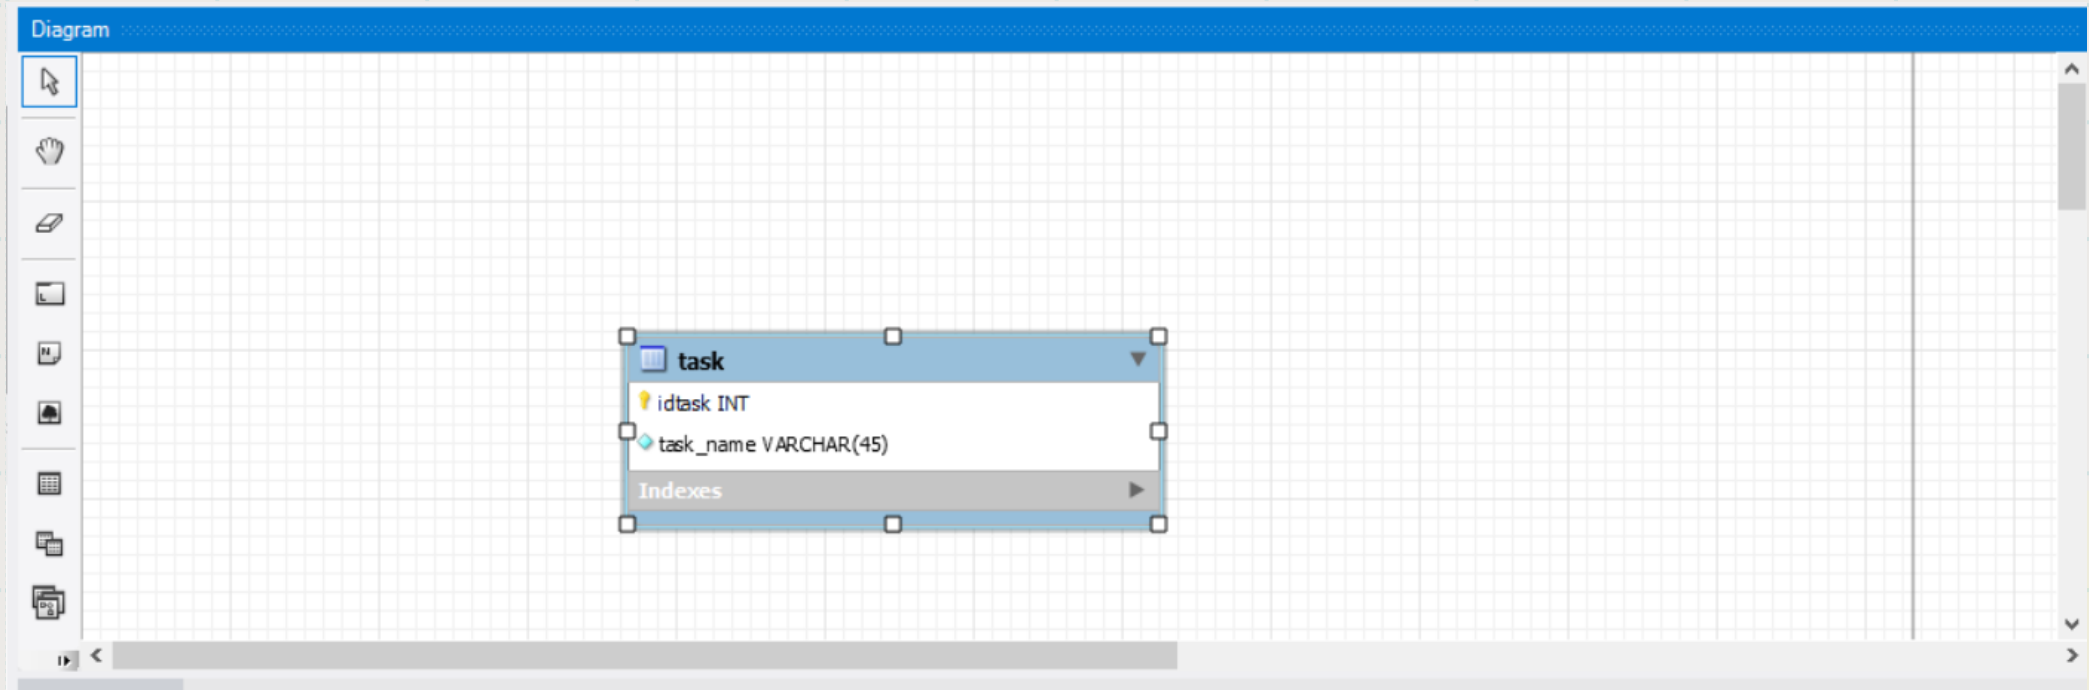 Diagram
task
idtask INT
task_name VARCHAR(45)
Indexes